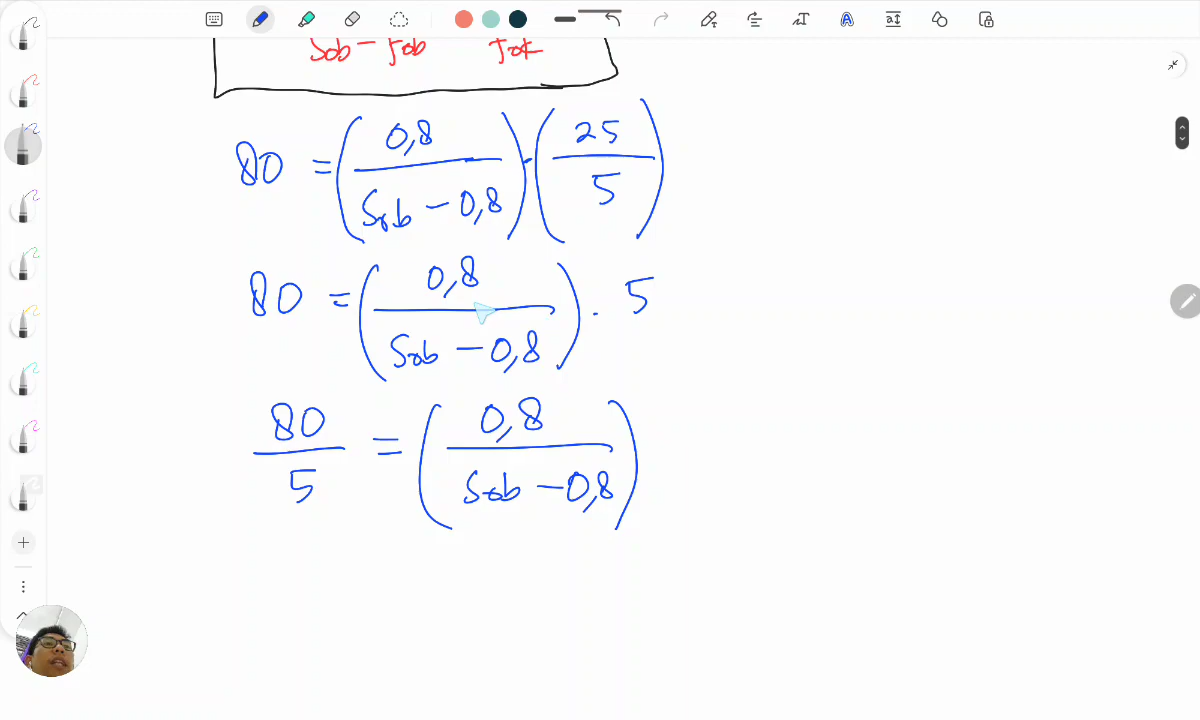 Sob - fob fok
80 = (0,8 / Sob - 0,8) · (25 / 5)
80 = (0,8 / Sob - 0,8) . 5
80 / 5 = (0,8 / Sob - 0,8)